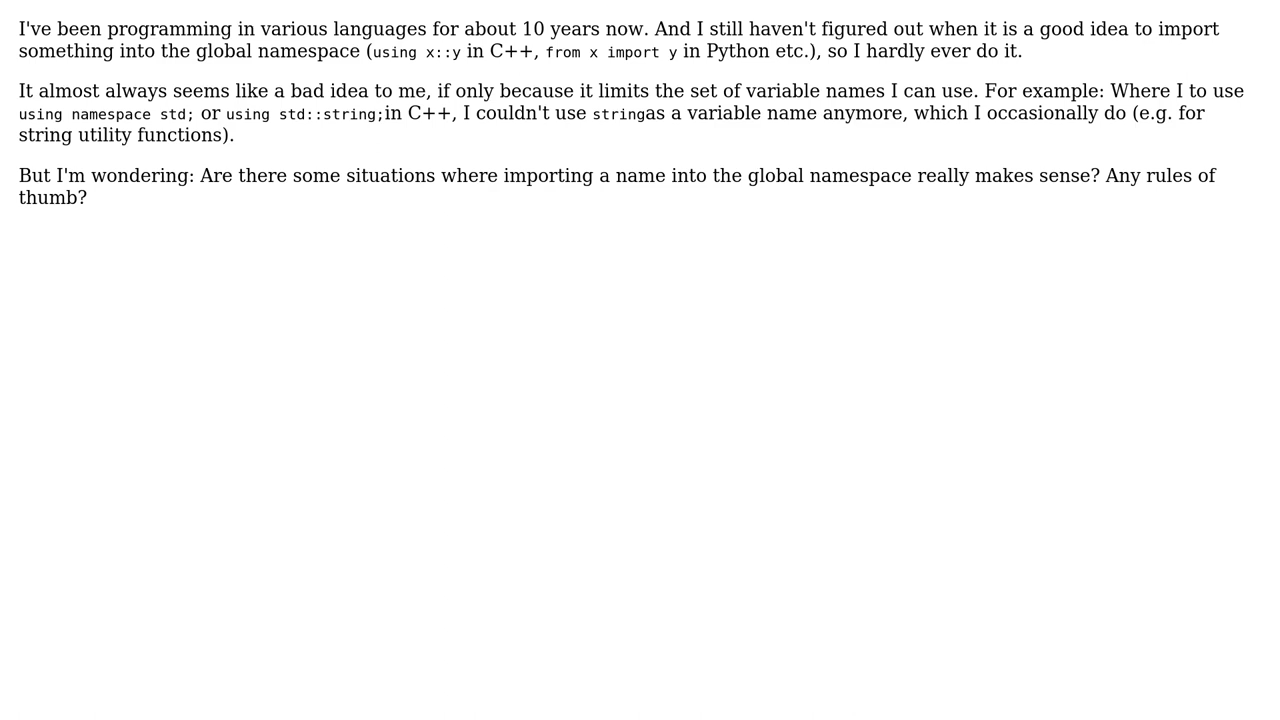 I've been programming in various languages for about 10 years now. And I still haven't figured out when it is a good idea to import
something into the global namespace (using x::y in C++, from x import y in Python etc.), so I hardly ever do it.
It almost always seems like a bad idea to me, if only because it limits the set of variable names I can use. For example: Where I to use
using namespace std; or using std::string;in C++, I couldn't use stringas a variable name anymore, which I occasionally do (e.g. for
string utility functions).
But I'm wondering: Are there some situations where importing a name into the global namespace really makes sense? Any rules of
thumb?